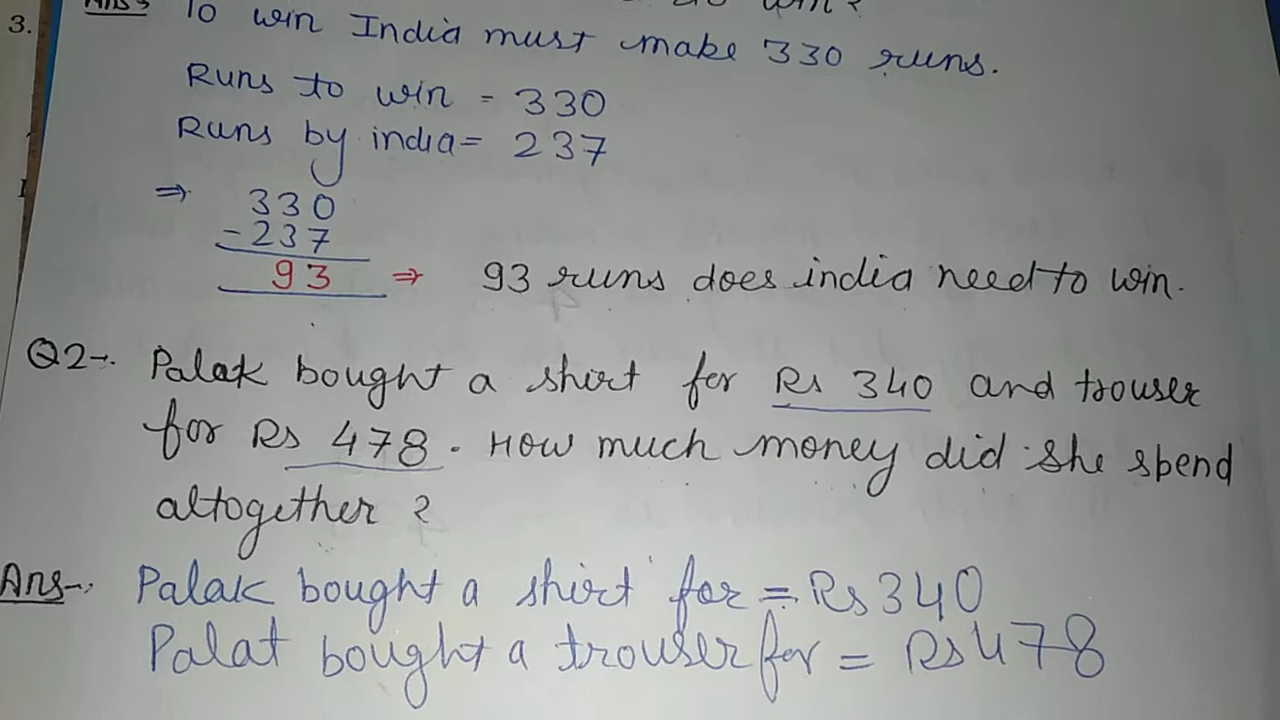 3.
Ans
To win India must make 330 runs.
Runs to win = 330
Runs by india = 237
⇒ 330
- 237
93 ⇒ 93 runs does india need to win.
Q2-. Palak bought a shirt for Rs 340 and trouser
for Rs 478. How much money did she spend
altogether ?
Ans-. Palak bought a shirt for = Rs 340
Palat bought a trouser for = Rs 478